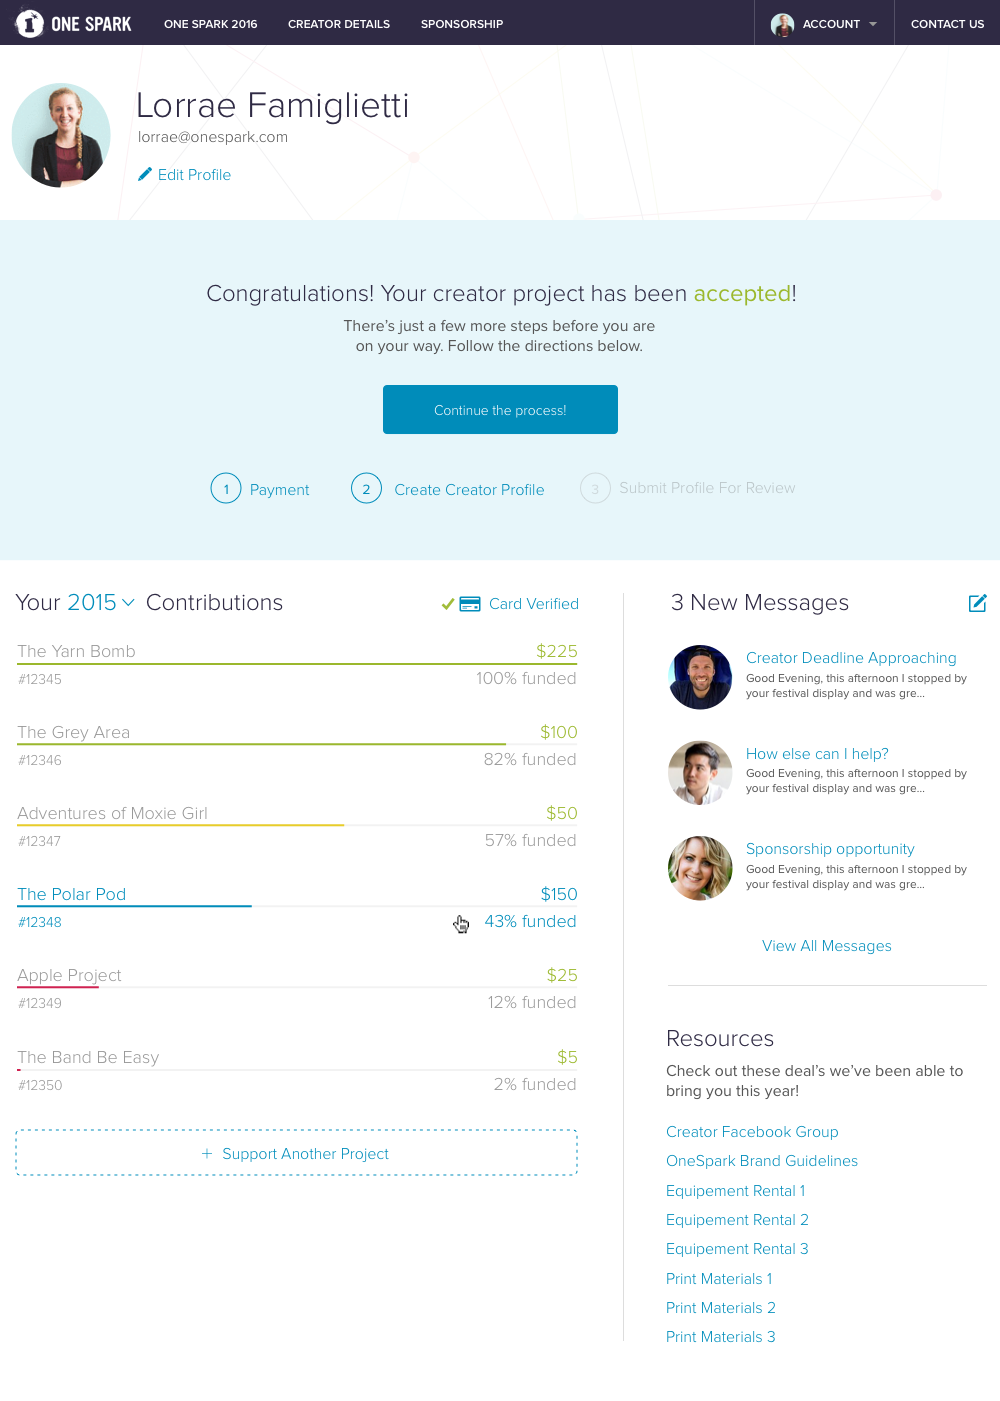 ONE SPARK
ONE SPARK 2016
CREATOR DETAILS
SPONSORSHIP
ACCOUNT
CONTACT US
Lorrae Famiglietti
lorrae@onespark.com
Edit Profile
Congratulations! Your creator project has been accepted!
There's just a few more steps before you are
on your way. Follow the directions below.
Continue the process!
1 Payment
2 Create Creator Profile
3 Submit Profile For Review
Your 2015 Contributions
Card Verified
The Yarn Bomb $225
#12345 100% funded
The Grey Area $100
#12346 82% funded
Adventures of Moxie Girl $50
#12347 57% funded
The Polar Pod $150
#12348 43% funded
Apple Project $25
#12349 12% funded
The Band Be Easy $5
#12350 2% funded
+ Support Another Project
3 New Messages
Creator Deadline Approaching
Good Evening, this afternoon I stopped by
your festival display and was gre...
How else can I help?
Good Evening, this afternoon I stopped by
your festival display and was gre...
Sponsorship opportunity
Good Evening, this afternoon I stopped by
your festival display and was gre...
View All Messages
Resources
Check out these deal's we've been able to
bring you this year!
Creator Facebook Group
OneSpark Brand Guidelines
Equipement Rental 1
Equipement Rental 2
Equipement Rental 3
Print Materials 1
Print Materials 2
Print Materials 3